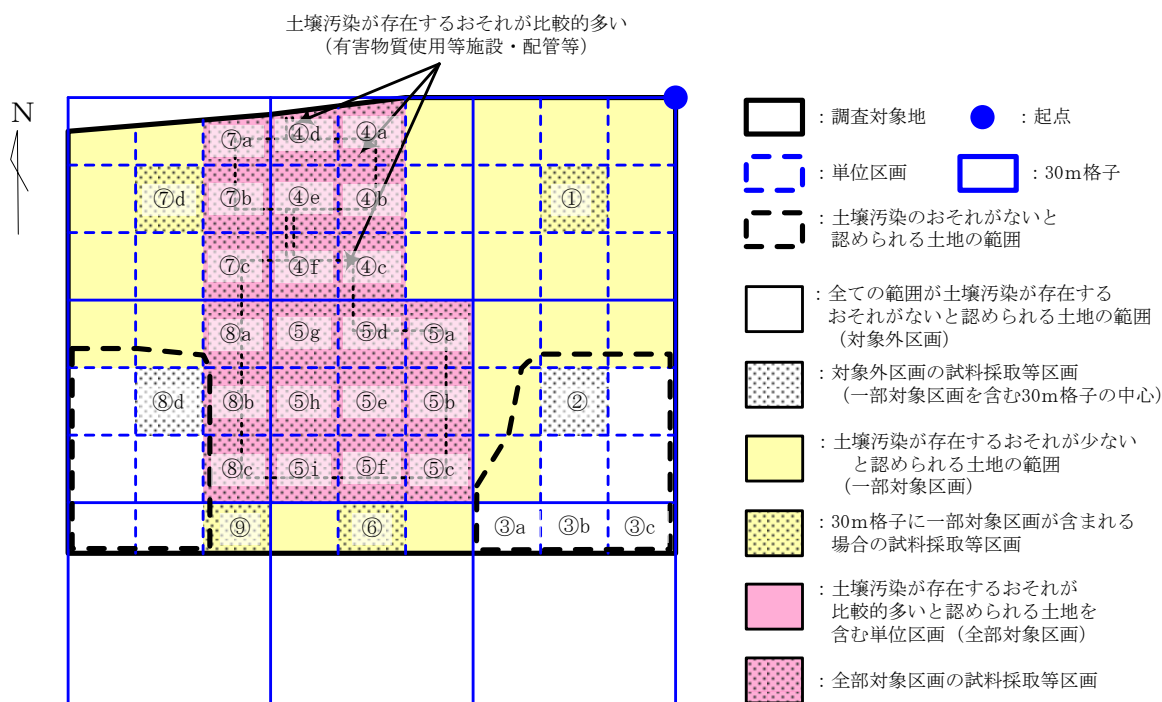 土壌汚染が存在するおそれが比較的多い
（有害物質使用等施設・配管等）
N
⑦a
④d
④a
⑦d
⑦b
④e
④b
①
⑦c
④f
④c
⑧a
⑤g
⑤d
⑤a
⑧d
⑧b
⑤h
⑤e
⑤b
②
⑧c
⑤i
⑤f
⑤c
⑨
⑥
③a
③b
③c
：調査対象地
：起点
：単位区画
：30m格子
：土壌汚染のおそれがないと
認められる土地の範囲
：全ての範囲が土壌汚染が存在する
おそれがないと認められる土地の範囲
（対象外区画）
：対象外区画の試料採取等区画
（一部対象区画を含む30m格子の中心）
：土壌汚染が存在するおそれが少ない
と認められる土地の範囲
（一部対象区画）
：30m格子に一部対象区画が含まれる
場合の試料採取等区画
：土壌汚染が存在するおそれが
比較的多いと認められる土地を
含む単位区画（全部対象区画）
：全部対象区画の試料採取等区画